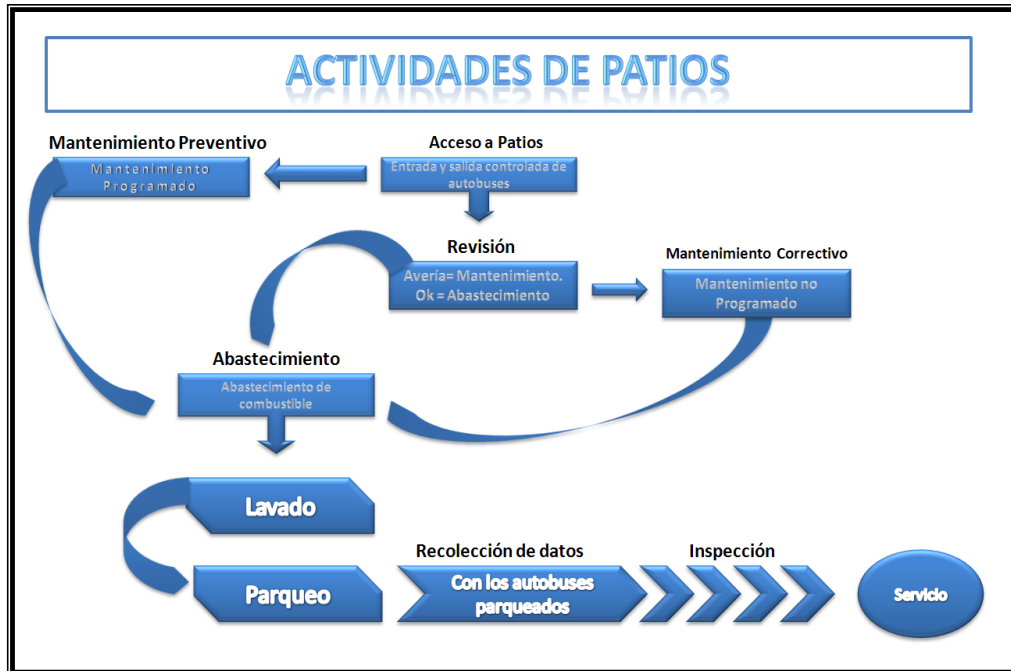 ACTIVIDADES DE PATIOS
Mantenimiento Preventivo
Mantenimiento
Programado
Acceso a Patios
Entrada y salida controlada de
autobuses
Revisión
Avería= Mantenimiento.
Ok = Abastecimiento
Mantenimiento Correctivo
Mantenimiento no
Programado
Abastecimiento
Abastecimiento de
combustible
Lavado
Parqueo
Recolección de datos
Con los autobuses
parqueados
Inspección
Servicio